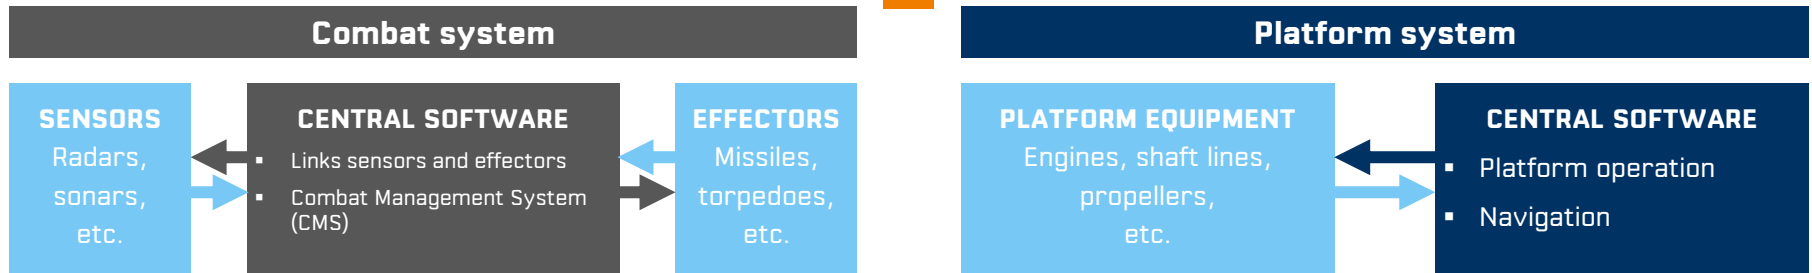 Combat system
SENSORS
Radars,
sonars,
etc.
CENTRAL SOFTWARE
▪ Links sensors and effectors
▪ Combat Management System
(CMS)
EFFECTORS
Missiles,
torpedoes,
etc.
Platform system
PLATFORM EQUIPMENT
Engines, shaft lines,
propellers,
etc.
CENTRAL SOFTWARE
▪ Platform operation
▪ Navigation